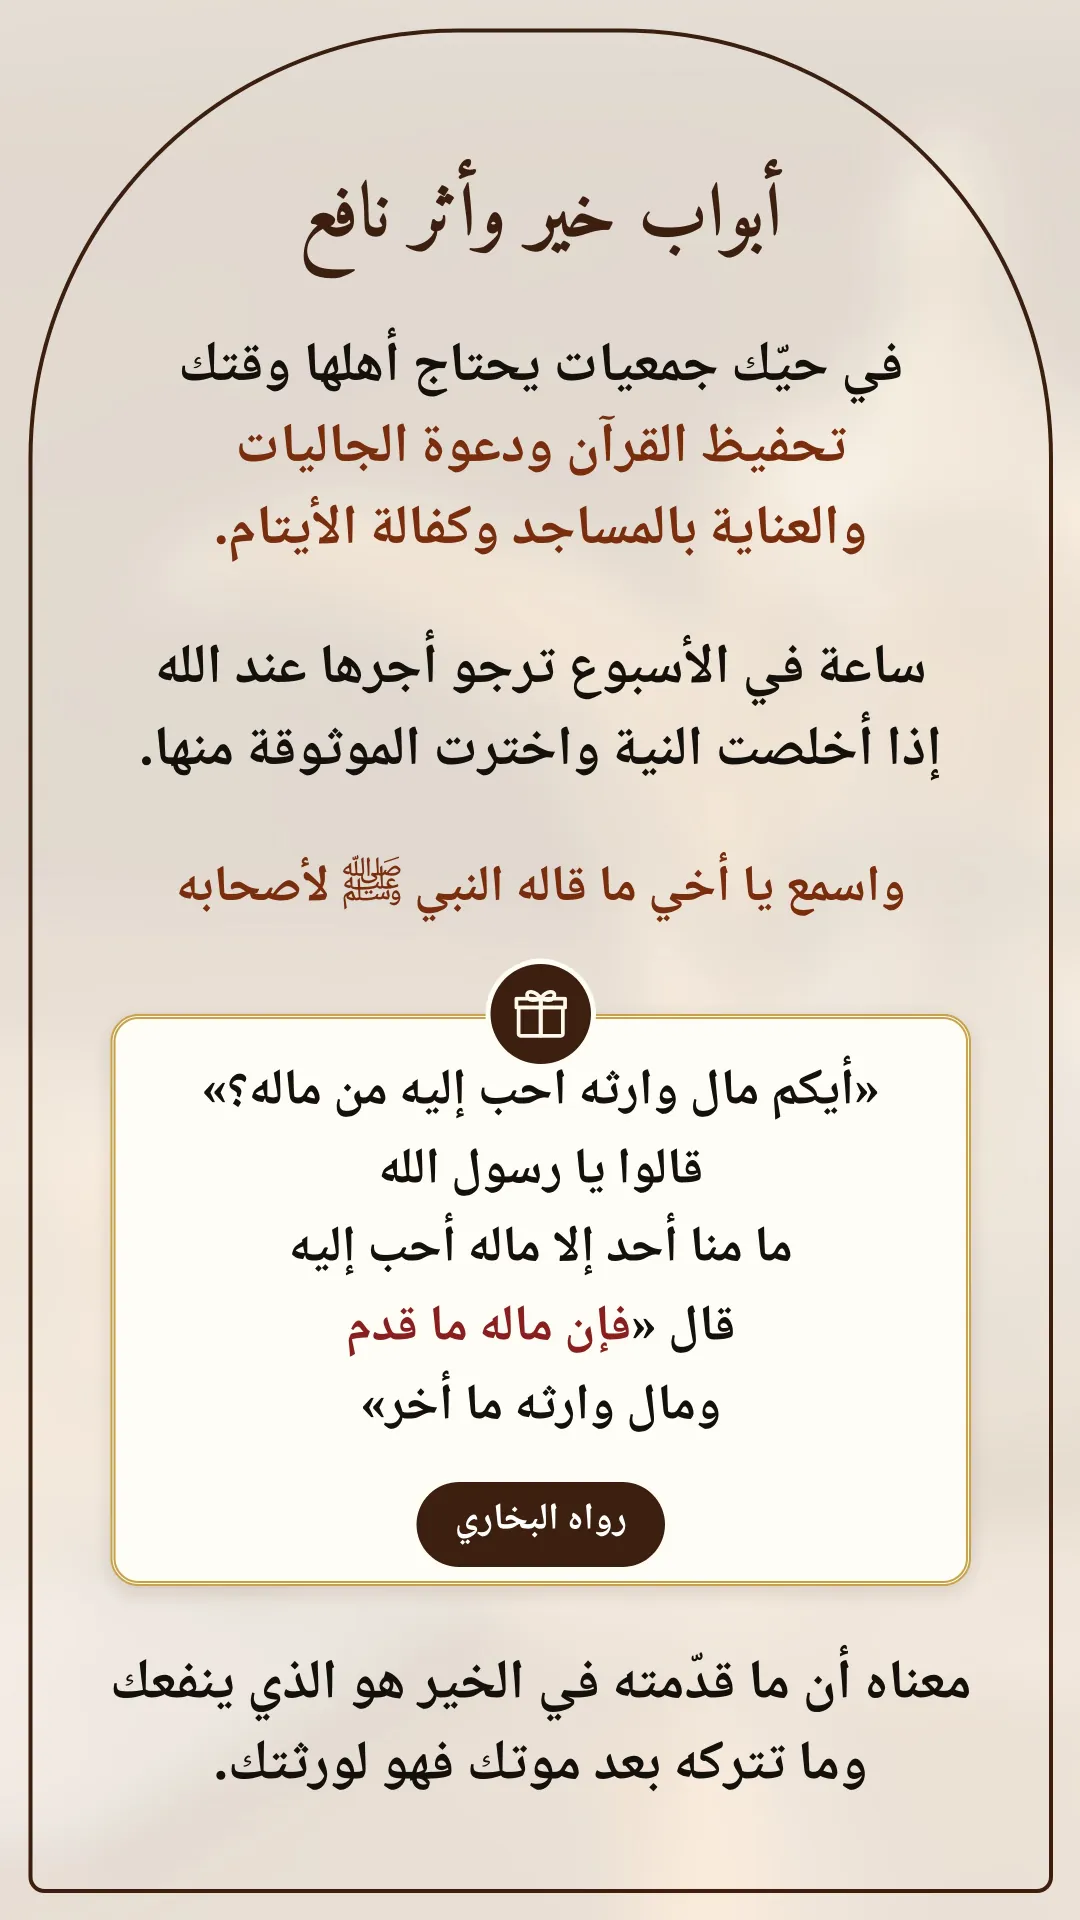 أبواب خير وأثر نافع
في حيّك جمعيات يحتاج أهلها وقتك
تحفيظ القرآن ودعوة الجاليات
والعناية بالمساجد وكفالة الأيتام.
ساعة في الأسبوع ترجو أجرها عند الله
إذا أخلصت النية واخترت الموثوقة منها.
واسمع يا أخي ما قاله النبي ﷺ لأصحابه
«أيكم مال وارثه أحب إليه من ماله؟»
قالوا يا رسول الله
ما منا أحد إلا ماله أحب إليه
قال «فإن ماله ما قدم
ومال وارثه ما أخر»
رواه البخاري
معناه أن ما قدّمته في الخير هو الذي ينفعك
وما تتركه بعد موتك فهو لورثتك.